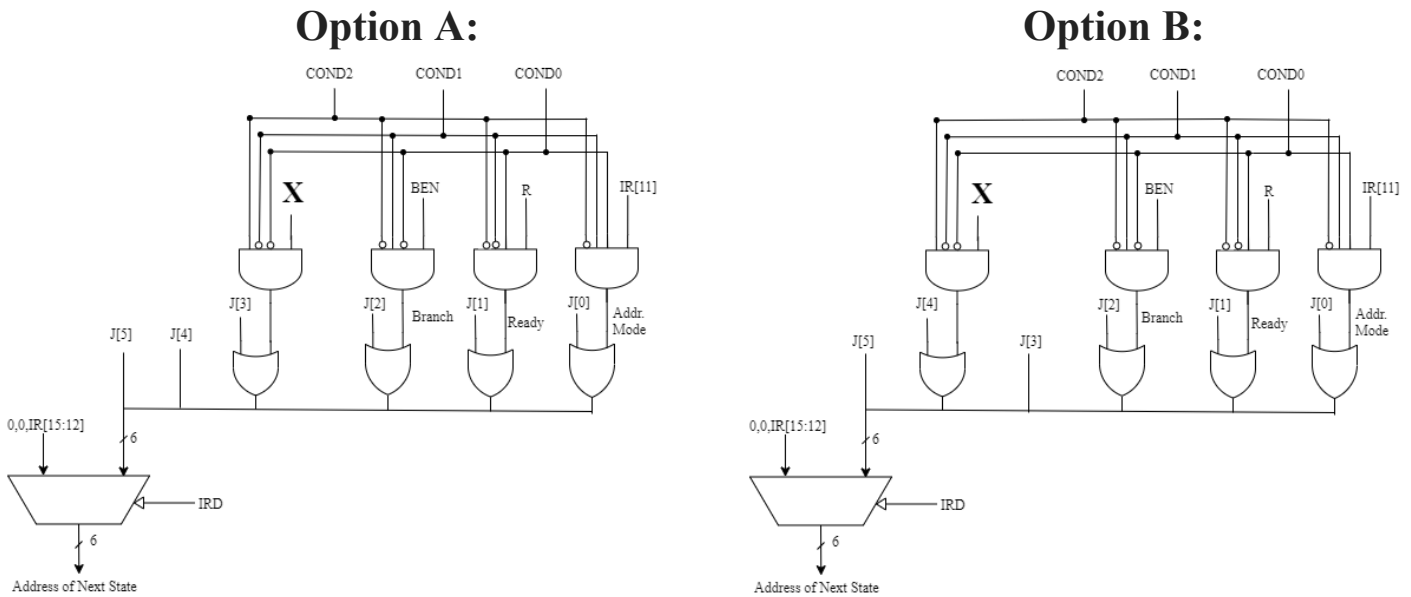 Option A:
COND2 COND1 COND0
X
BEN
R
IR[11]
J[3]
J[2]
Branch
J[1]
Ready
J[0]
Addr.
Mode
J[5]
J[4]
0,0,IR[15:12]
6
IRD
6
Address of Next State
Option B:
COND2 COND1 COND0
X
BEN
R
IR[11]
J[4]
J[2]
Branch
J[1]
Ready
J[0]
Addr.
Mode
J[5]
J[3]
0,0,IR[15:12]
6
IRD
6
Address of Next State